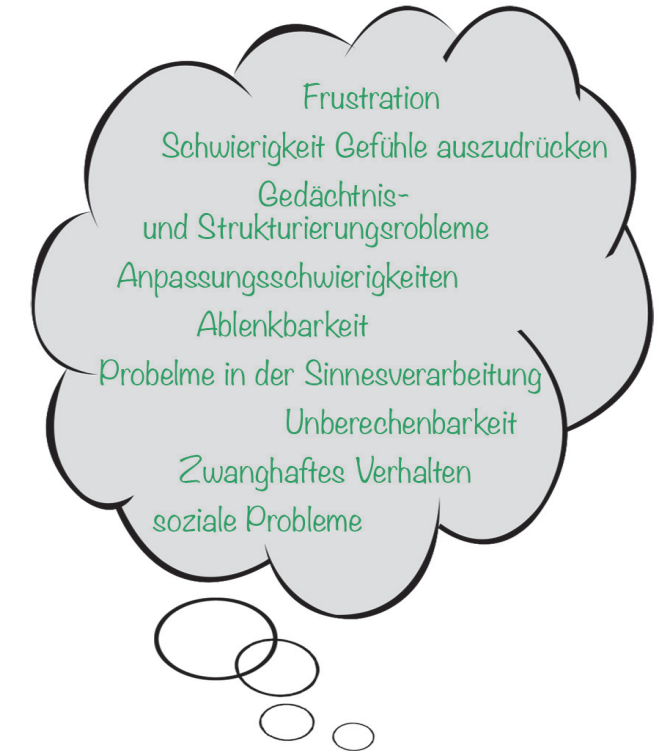 Frustration
Schwierigkeit Gefühle auszudrücken
Gedächtnis-
und Strukturierungsrobleme
Anpassungsschwierigkeiten
Ablenkbarkeit
Probelme in der Sinnesverarbeitung
Unberechenbarkeit
Zwanghaftes Verhalten
soziale Probleme